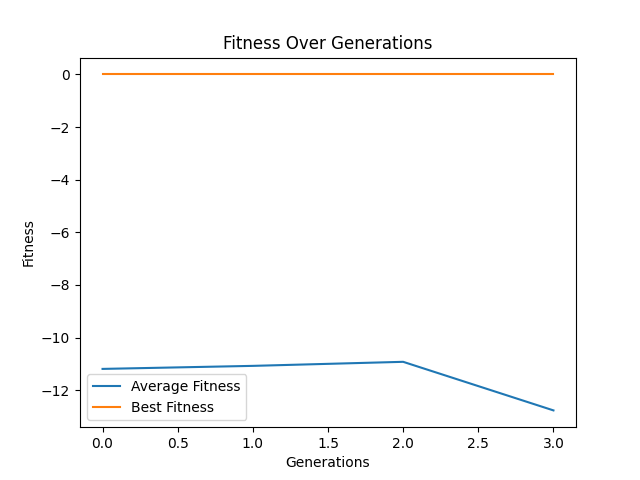 Fitness Over Generations
Fitness
0
−2
−4
−6
−8
−10
−12
Average Fitness
Best Fitness
0.0 0.5 1.0 1.5 2.0 2.5 3.0
Generations